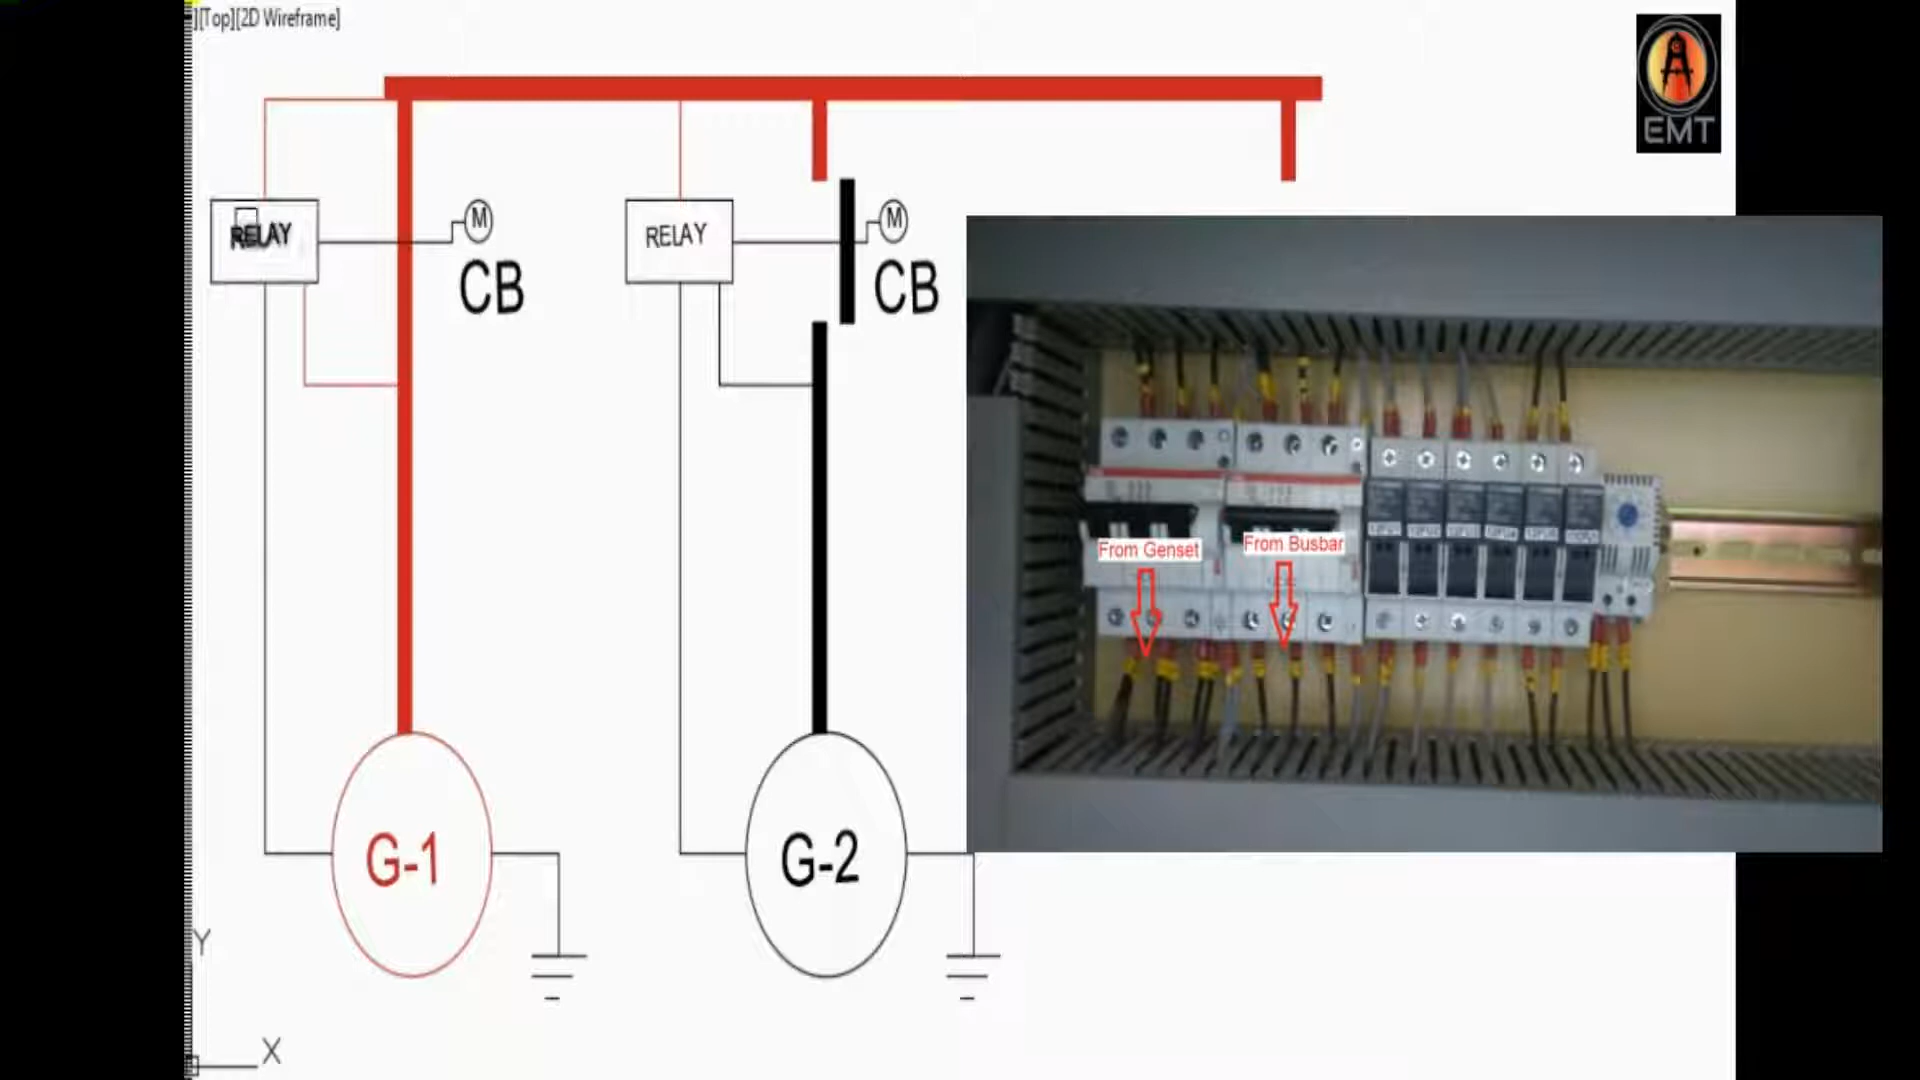 ][Top][2D Wireframe]
EMT
RELAY
M
CB
RELAY
M
CB
From Genset
From Busbar
G-1
G-2
Y
X